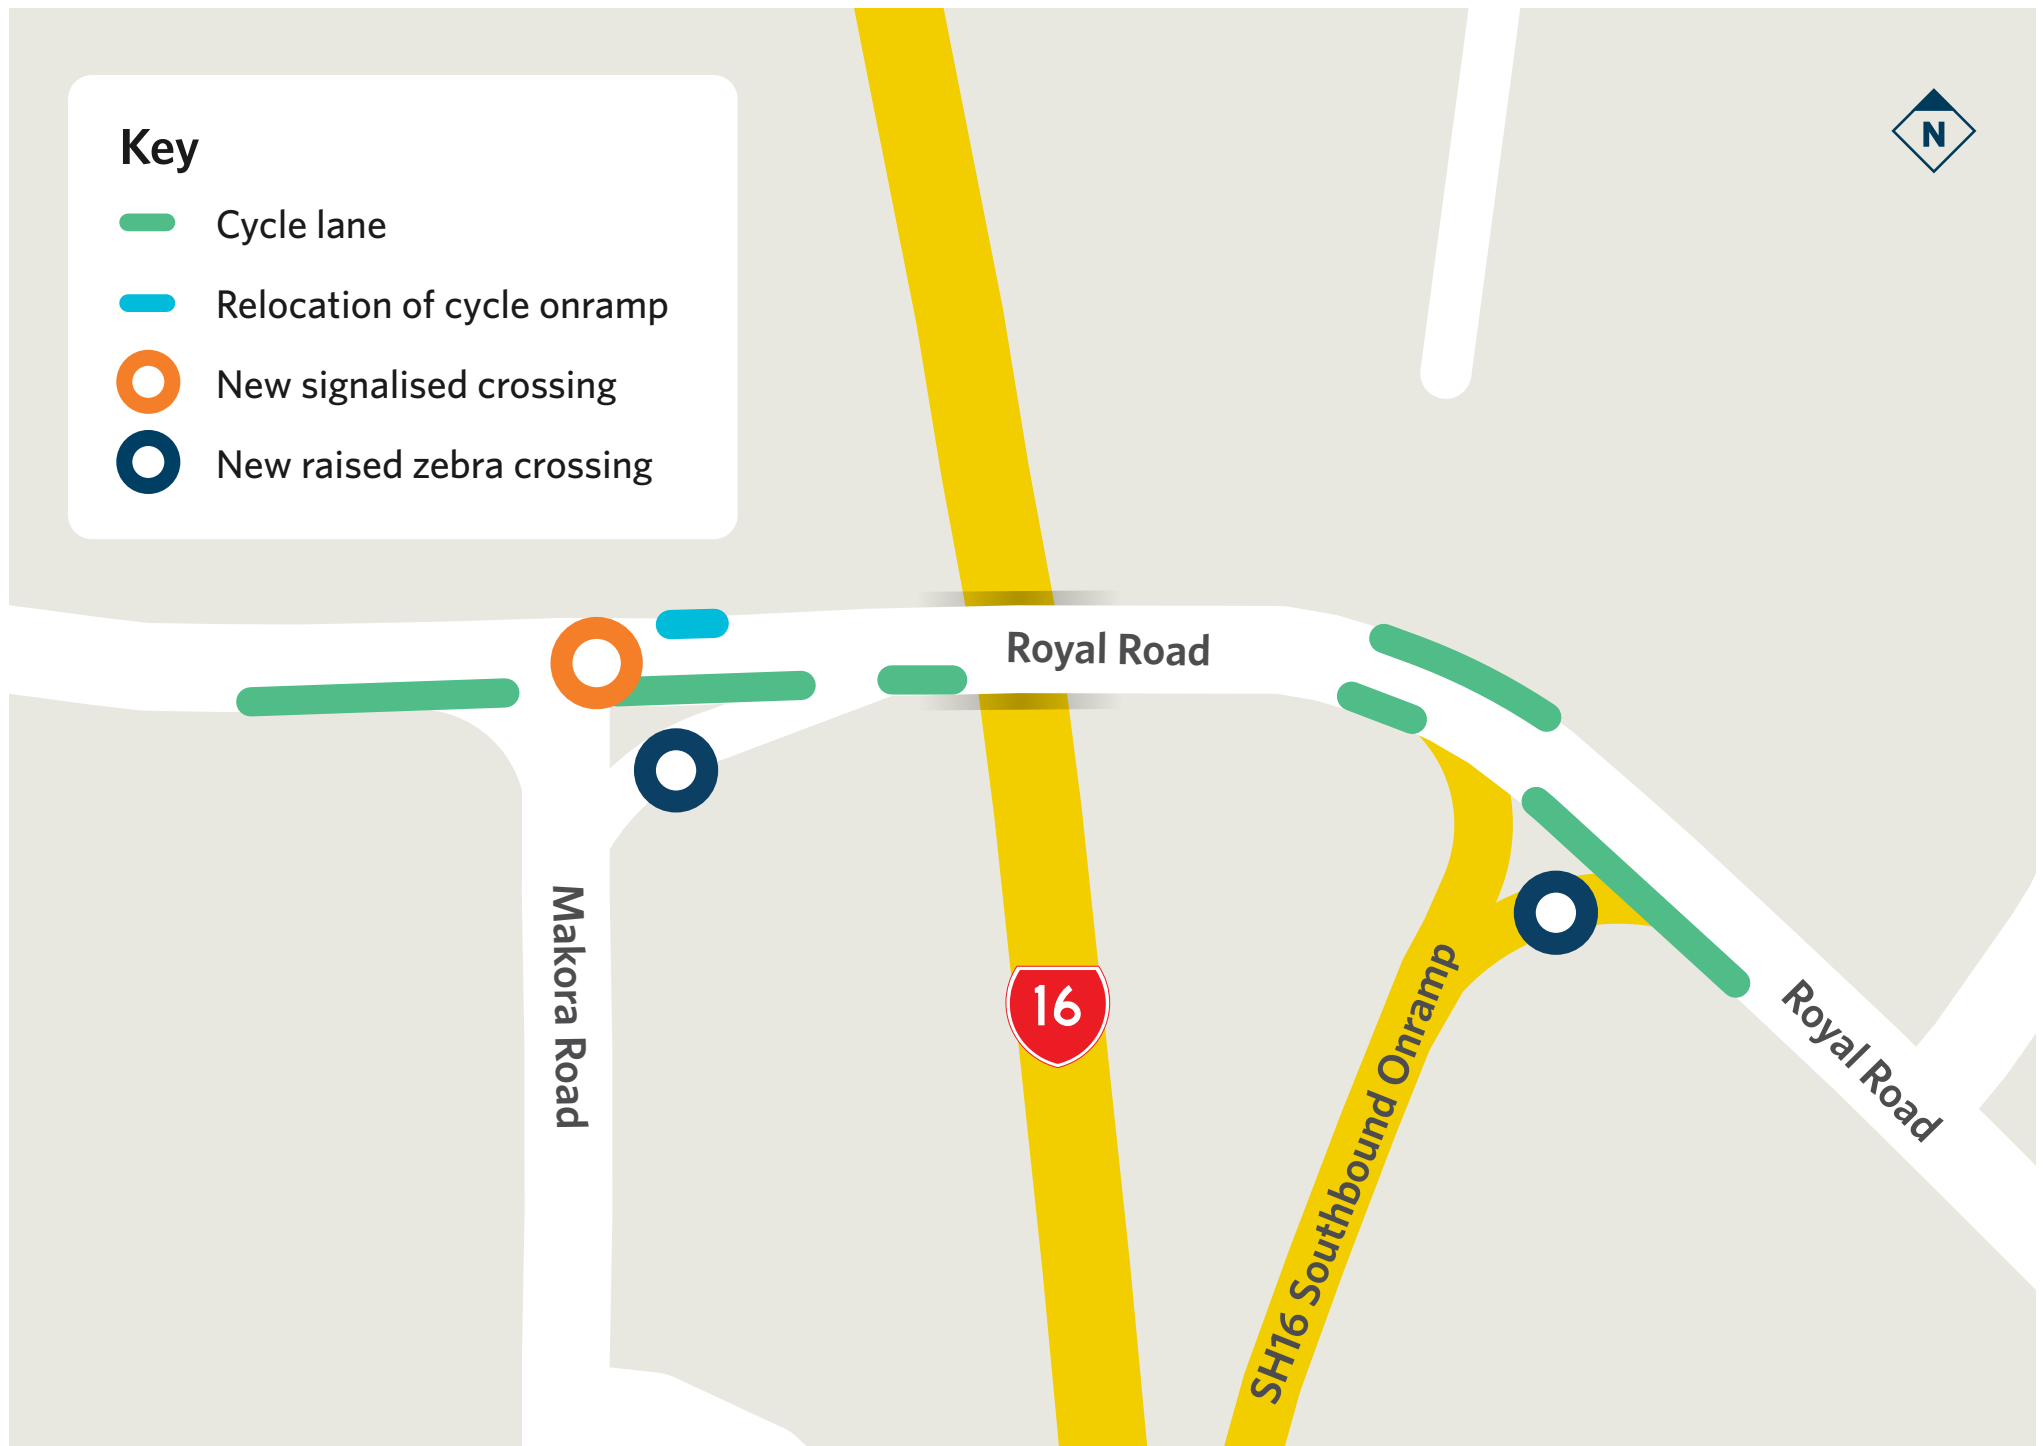 Key
Cycle lane
Relocation of cycle onramp
New signalised crossing
New raised zebra crossing
N
Royal Road
Makora Road
16
SH16 Southbound Onramp
Royal Road